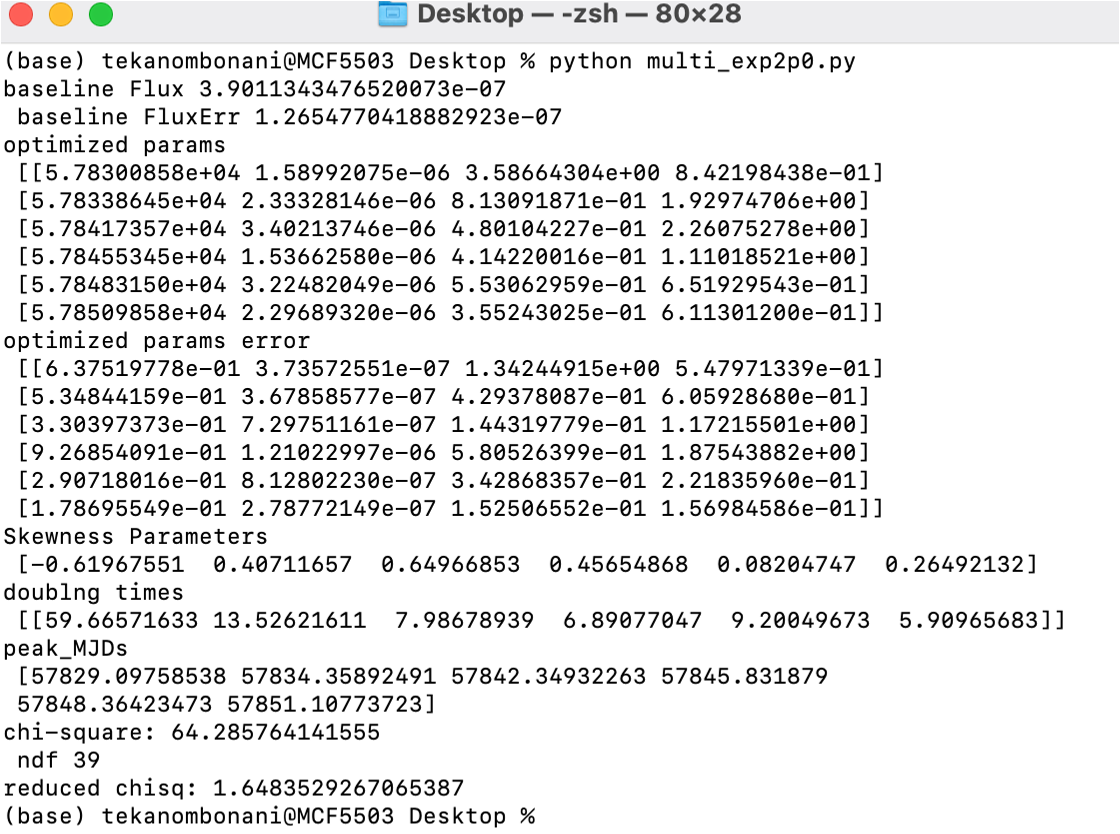 Desktop — -zsh — 80×28
(base) tekanombonani@MCF5503 Desktop % python multi_exp2p0.py
baseline Flux 3.9011343476520073e-07
 baseline FluxErr 1.2654770418882923e-07
optimized params
 [[5.78300858e+04 1.58992075e-06 3.58664304e+00 8.42198438e-01]
 [5.78338645e+04 2.33328146e-06 8.13091871e-01 1.92974706e+00]
 [5.78417357e+04 3.40213746e-06 4.80104227e-01 2.26075278e+00]
 [5.78455345e+04 1.53662580e-06 4.14220016e-01 1.11018521e+00]
 [5.78483150e+04 3.22482049e-06 5.53062959e-01 6.51929543e-01]
 [5.78509858e+04 2.29689320e-06 3.55243025e-01 6.11301200e-01]]
optimized params error
 [[6.37519778e-01 3.73572551e-07 1.34244915e+00 5.47971339e-01]
 [5.34844159e-01 3.67858577e-07 4.29378087e-01 6.05928680e-01]
 [3.30397373e-01 7.29751161e-07 1.44319779e-01 1.17215501e+00]
 [9.26854091e-01 1.21022997e-06 5.80526399e-01 1.87543882e+00]
 [2.90718016e-01 8.12802230e-07 3.42868357e-01 2.21835960e-01]
 [1.78695549e-01 2.78772149e-07 1.52506552e-01 1.56984586e-01]]
Skewness Parameters
 [-0.61967551  0.40711657  0.64966853  0.45654868  0.08204747  0.26492132]
doublng times
 [[59.66571633 13.52621611  7.98678939  6.89077047  9.20049673  5.90965683]]
peak_MJDs
 [57829.09758538 57834.35892491 57842.34932263 57845.831879
 57848.36423473 57851.10773723]
chi-square: 64.285764141555
 ndf 39
reduced chisq: 1.6483529267065387
(base) tekanombonani@MCF5503 Desktop %